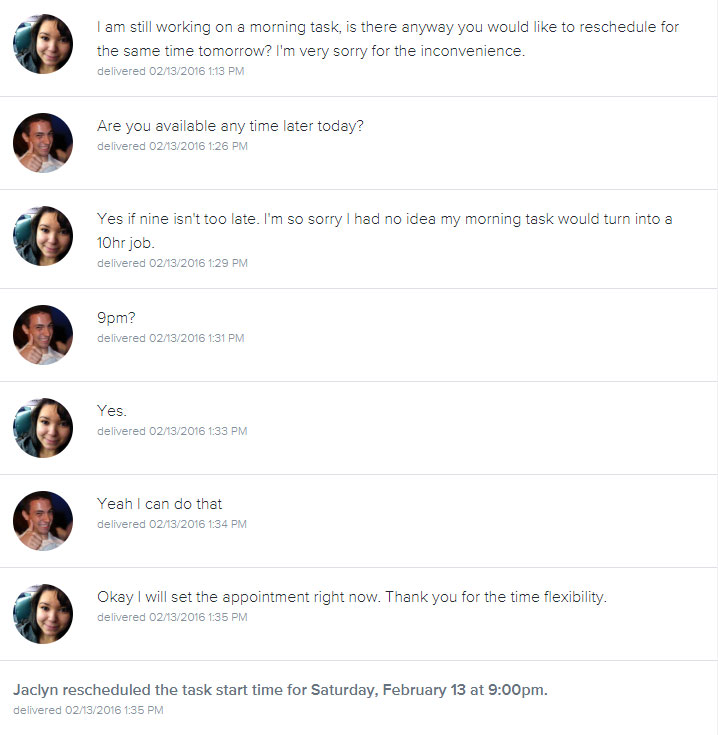 I am still working on a morning task, is there anyway you would like to reschedule for
the same time tomorrow? I'm very sorry for the inconvenience.
delivered 02/13/2016 1:13 PM
Are you available any time later today?
delivered 02/13/2016 1:26 PM
Yes if nine isn't too late. I'm so sorry I had no idea my morning task would turn into a
10hr job.
delivered 02/13/2016 1:29 PM
9pm?
delivered 02/13/2016 1:31 PM
Yes.
delivered 02/13/2016 1:33 PM
Yeah I can do that
delivered 02/13/2016 1:34 PM
Okay I will set the appointment right now. Thank you for the time flexibility.
delivered 02/13/2016 1:35 PM
Jaclyn rescheduled the task start time for Saturday, February 13 at 9:00pm.
delivered 02/13/2016 1:35 PM